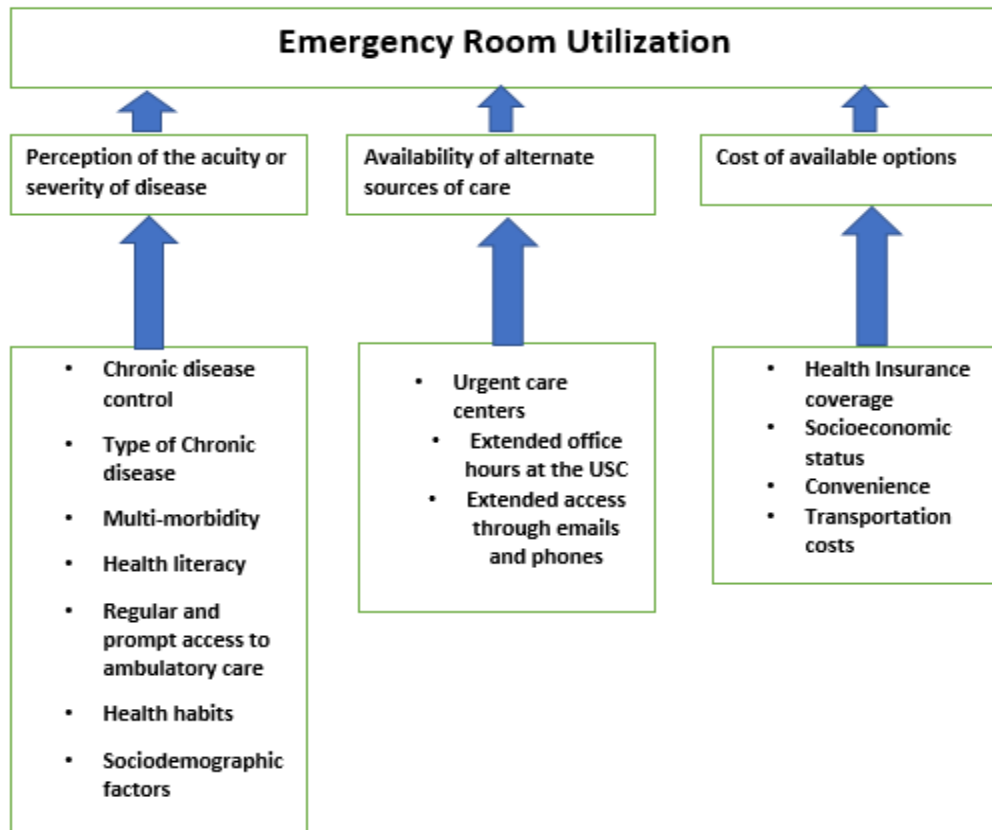 Emergency Room Utilization
Perception of the acuity or
severity of disease
Availability of alternate
sources of care
Cost of available options
• Chronic disease
control
• Type of Chronic
disease
• Multi-morbidity
• Health literacy
• Regular and
prompt access to
ambulatory care
• Health habits
• Sociodemographic
factors
• Urgent care
centers
• Extended office
hours at the USC
• Extended access
through emails
and phones
• Health Insurance
coverage
• Socioeconomic
status
• Convenience
• Transportation
costs